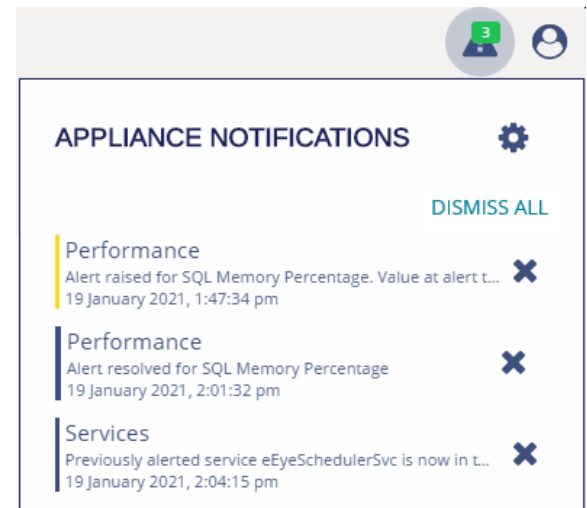 3
APPLIANCE NOTIFICATIONS
DISMISS ALL
Performance
Alert raised for SQL Memory Percentage. Value at alert t...
19 January 2021, 1:47:34 pm
Performance
Alert resolved for SQL Memory Percentage
19 January 2021, 2:01:32 pm
Services
Previously alerted service eEyeSchedulerSvc is now in t...
19 January 2021, 2:04:15 pm